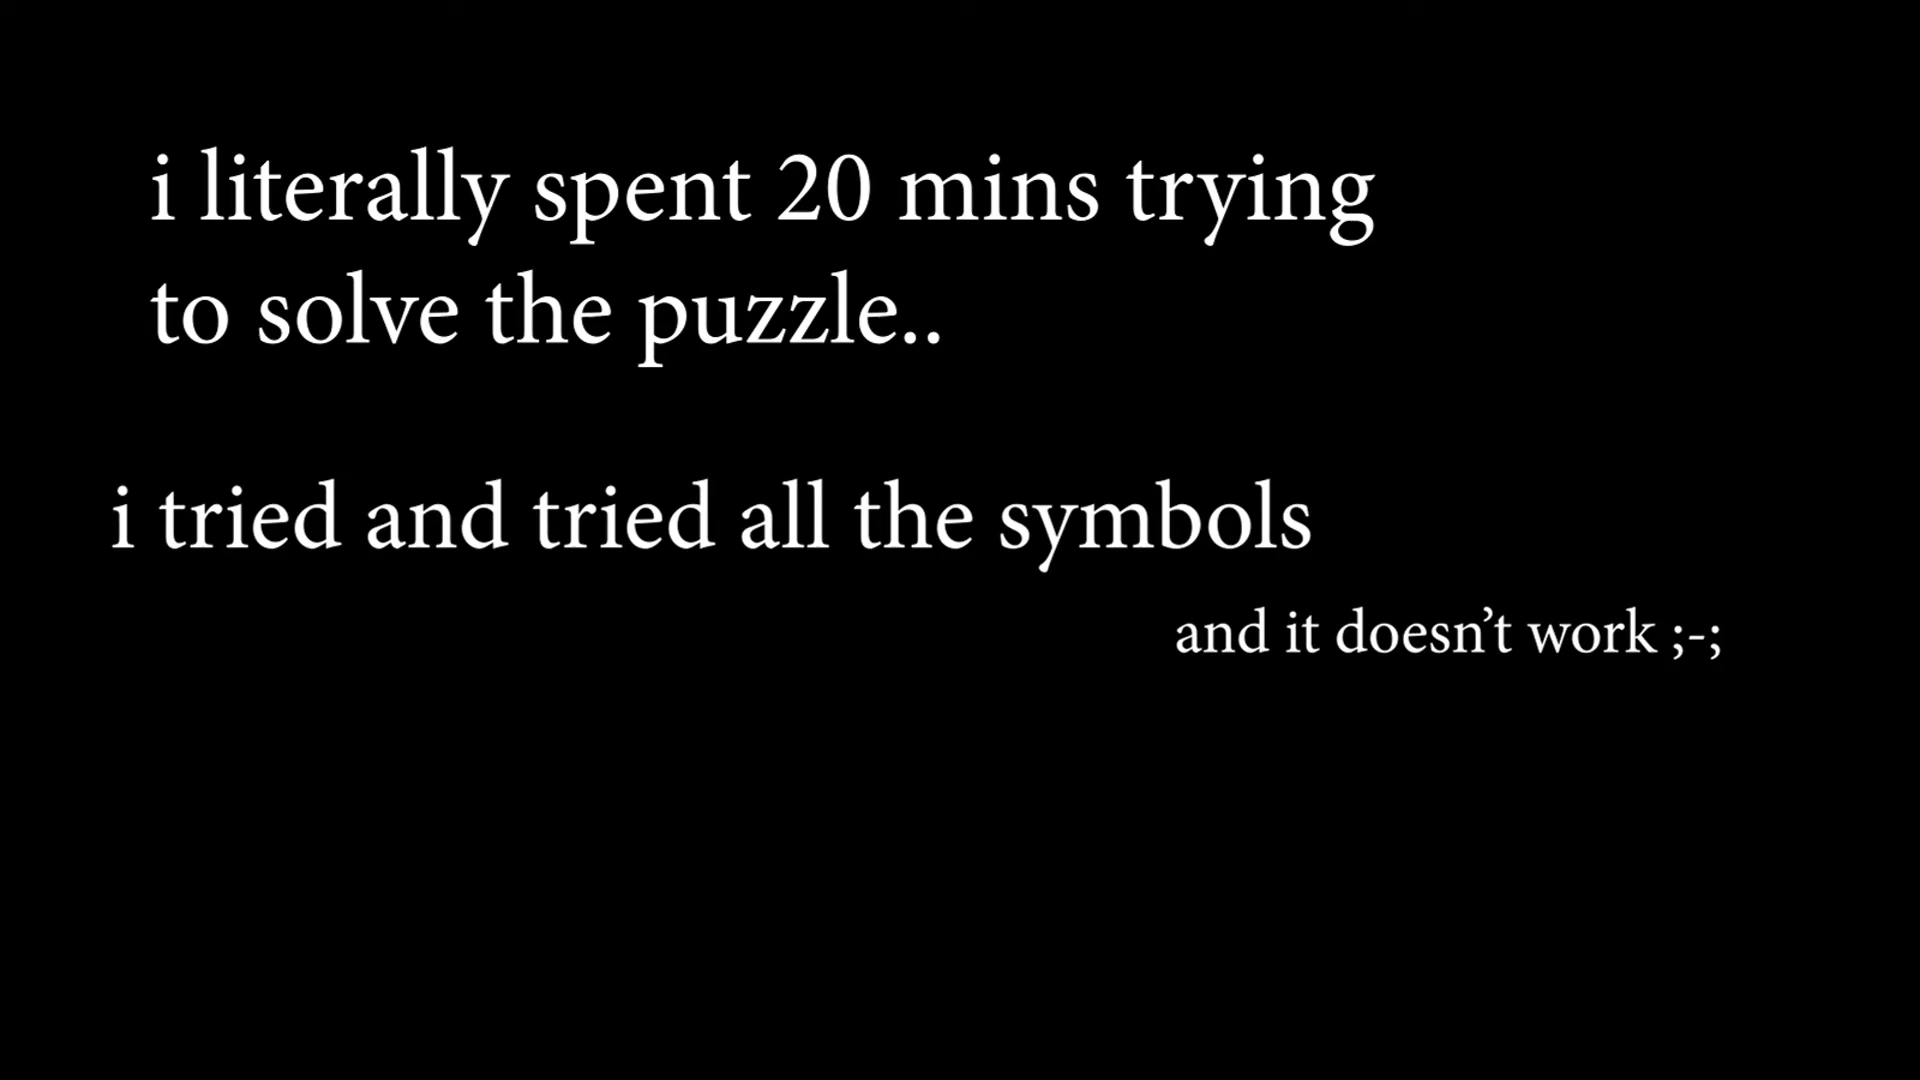 i literally spent 20 mins trying
to solve the puzzle..
i tried and tried all the symbols
and it doesn’t work ;-;